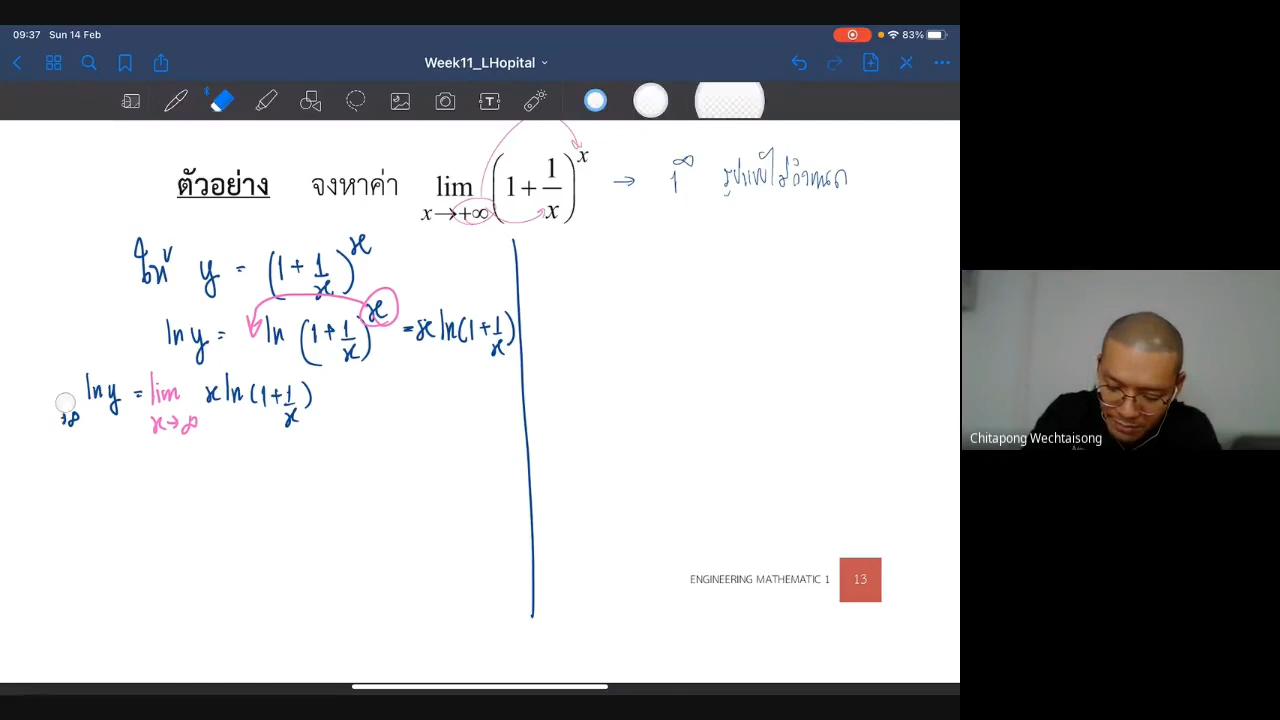 09:37 Sun 14 Feb
83%
Week11_LHopital
ตัวอย่าง จงหาค่า lim x→+∞ (1+1/x)^x → 1^∞ รูปแบบไม่กำหนด
ให้ y = (1+1/x)^x
ln y = ln (1+1/x)^x = x ln(1+1/x)
ln y = lim x→∞ x ln(1+1/x)
→∞
ENGINEERING MATHEMATIC 1 13
Chitapong Wechtaisong